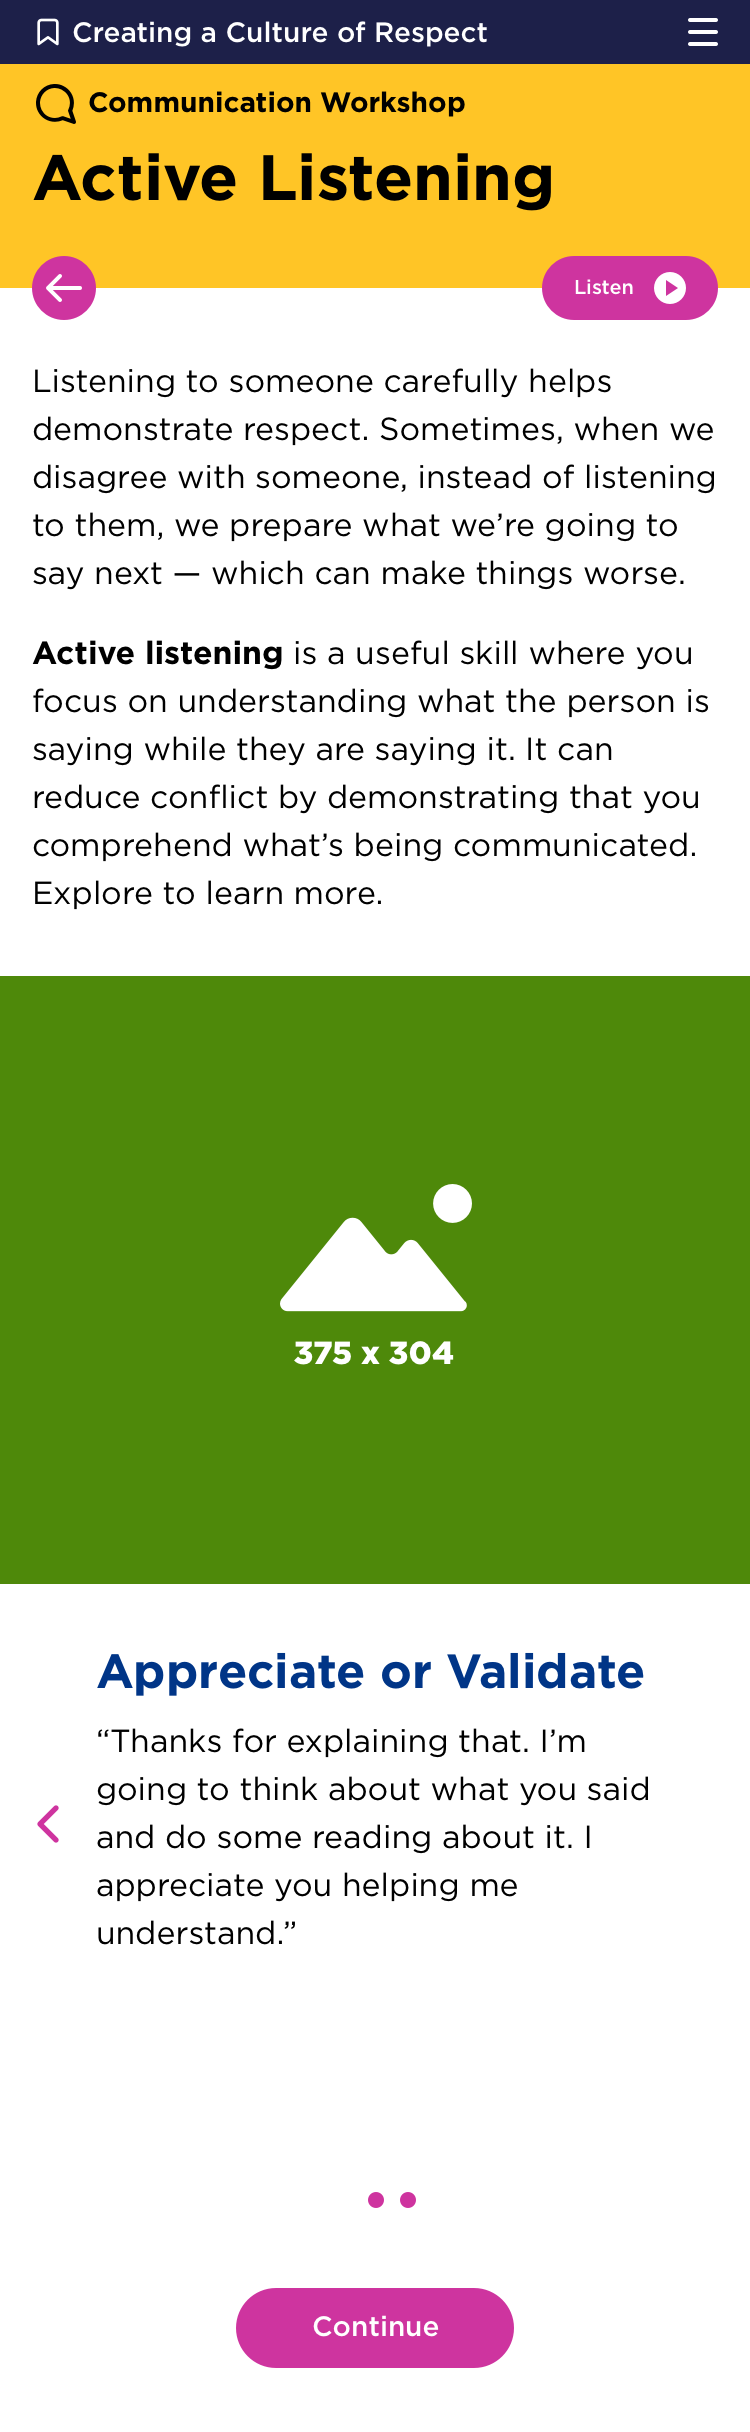 Creating a Culture of Respect
Communication Workshop
Active Listening
Listen
Listening to someone carefully helps
demonstrate respect. Sometimes, when we
disagree with someone, instead of listening
to them, we prepare what we’re going to
say next — which can make things worse.
Active listening is a useful skill where you
focus on understanding what the person is
saying while they are saying it. It can
reduce conflict by demonstrating that you
comprehend what’s being communicated.
Explore to learn more.
375 x 304
Appreciate or Validate
“Thanks for explaining that. I’m
going to think about what you said
and do some reading about it. I
appreciate you helping me
understand.”
Continue